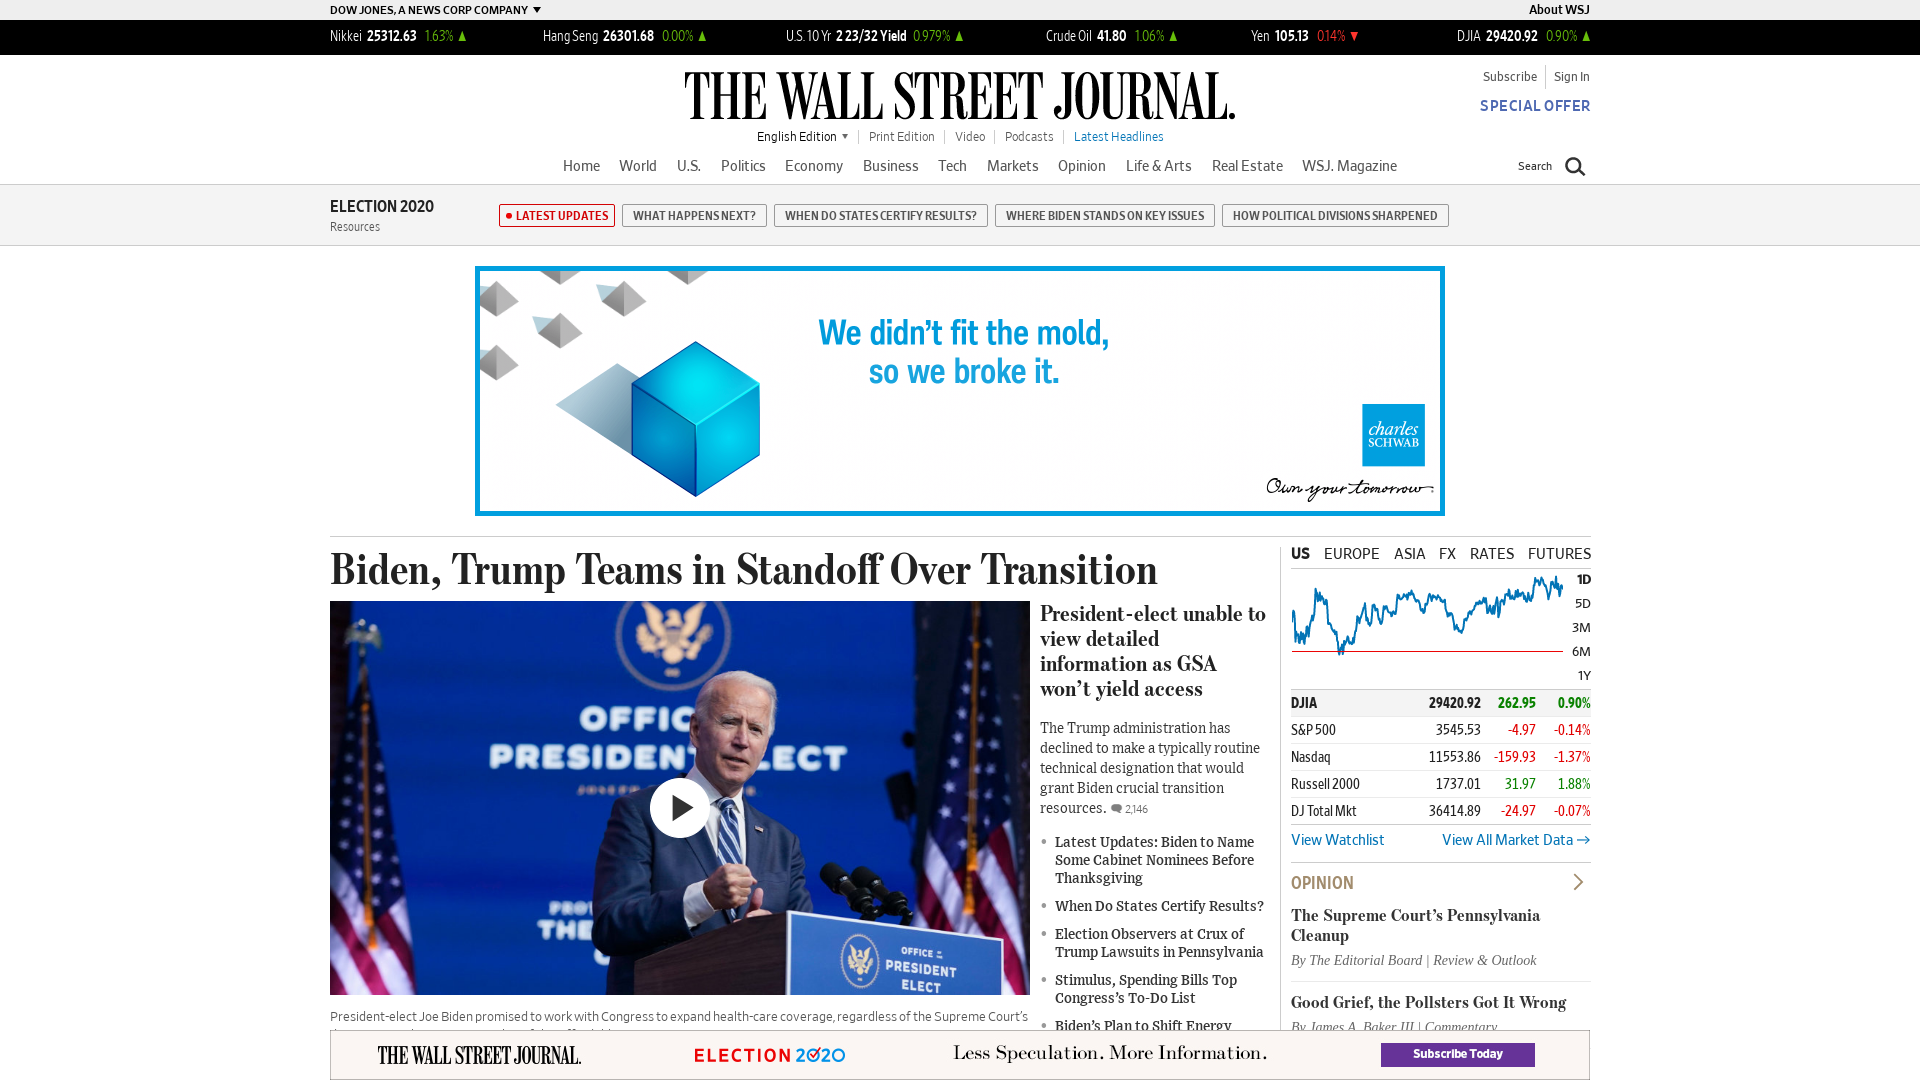 DOW JONES, A NEWS CORP COMPANY
About WSJ
Nikkei 25312.63 1.63%
Hang Seng 26301.68 0.00%
U.S. 10 Yr 2 23/32 Yield 0.979%
Crude Oil 41.80 1.06%
Yen 105.13 0.14%
DJIA 29420.92 0.90%
THE WALL STREET JOURNAL.
Subscribe
Sign In
SPECIAL OFFER
English Edition
Print Edition
Video
Podcasts
Latest Headlines
Home World U.S. Politics Economy Business Tech Markets Opinion Life & Arts Real Estate WSJ. Magazine
Search
ELECTION 2020
Resources
LATEST UPDATES
WHAT HAPPENS NEXT?
WHEN DO STATES CERTIFY RESULTS?
WHERE BIDEN STANDS ON KEY ISSUES
HOW POLITICAL DIVISIONS SHARPENED
We didn't fit the mold,
so we broke it.
charles
SCHWAB
Own your tomorrow
Biden, Trump Teams in Standoff Over Transition
OFFICE
PRESIDENT ELECT
OFFICE OF THE
PRESIDENT
ELECT
President-elect Joe Biden promised to work with Congress to expand health-care coverage, regardless of the Supreme Court's
President-elect unable to
view detailed
information as GSA
won't yield access
The Trump administration has
declined to make a typically routine
technical designation that would
grant Biden crucial transition
resources. 2,146
• Latest Updates: Biden to Name
Some Cabinet Nominees Before
Thanksgiving
• When Do States Certify Results?
• Election Observers at Crux of
Trump Lawsuits in Pennsylvania
• Stimulus, Spending Bills Top
Congress's To-Do List
• Biden's Plan to Shift Energy
US EUROPE ASIA FX RATES FUTURES
1D
5D
3M
6M
1Y
DJIA 29420.92 262.95 0.90%
S&P 500 3545.53 -4.97 -0.14%
Nasdaq 11553.86 -159.93 -1.37%
Russell 2000 1737.01 31.97 1.88%
DJ Total Mkt 36414.89 -24.97 -0.07%
View Watchlist
View All Market Data →
OPINION
The Supreme Court's Pennsylvania
Cleanup
By The Editorial Board | Review & Outlook
Good Grief, the Pollsters Got It Wrong
By James A. Baker III | Commentary
THE WALL STREET JOURNAL.
ELECTION 2020
Less Speculation. More Information.
Subscribe Today